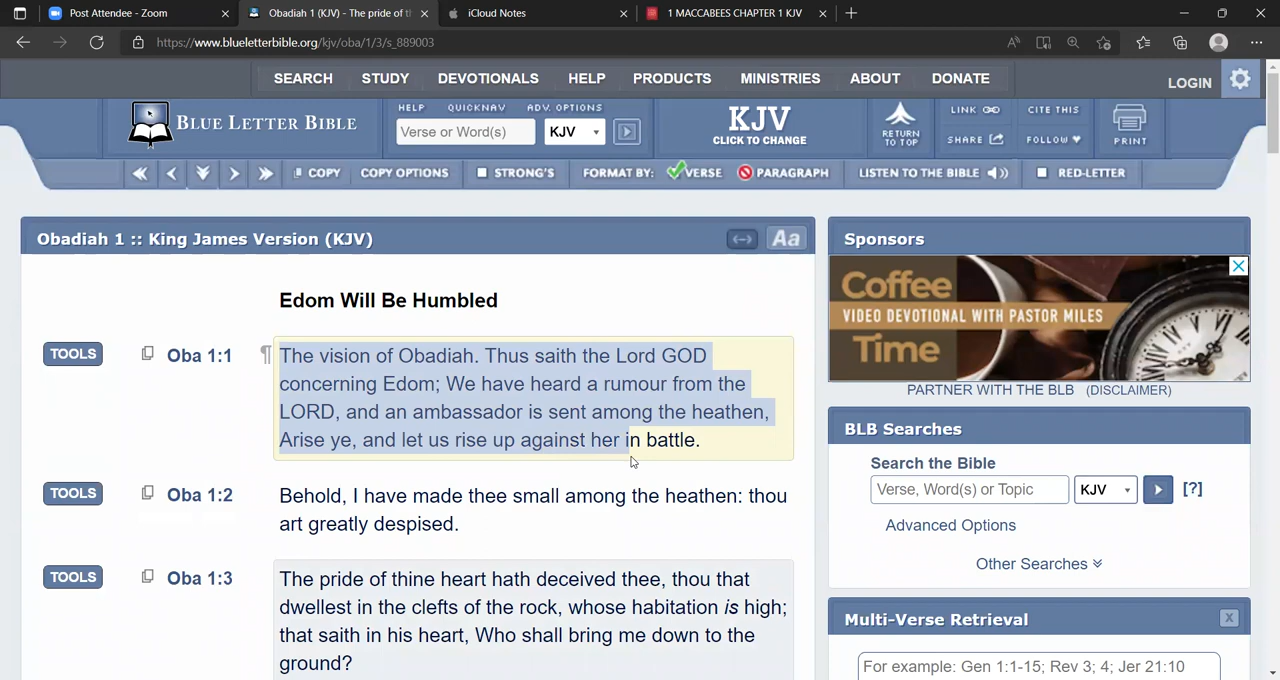 Post Attendee - Zoom
Obadiah 1 (KJV) - The pride of t
iCloud Notes
1 MACCABEES CHAPTER 1 KJV
https://www.blueletterbible.org/kjv/oba/1/3/s_889003
SEARCH STUDY DEVOTIONALS HELP PRODUCTS MINISTRIES ABOUT DONATE
LOGIN
BLUE LETTER BIBLE
HELP QUICKNAV ADV. OPTIONS
Verse or Word(s) KJV
KJV
CLICK TO CHANGE
RETURN
TO TOP
LINK CITE THIS
SHARE FOLLOW
PRINT
COPY COPY OPTIONS STRONG'S FORMAT BY: VERSE PARAGRAPH LISTEN TO THE BIBLE RED-LETTER
Obadiah 1 :: King James Version (KJV)
Aa
Edom Will Be Humbled
TOOLS Oba 1:1 ¶ The vision of Obadiah. Thus saith the Lord GOD
concerning Edom; We have heard a rumour from the
LORD, and an ambassador is sent among the heathen,
Arise ye, and let us rise up against her in battle.
TOOLS Oba 1:2 Behold, I have made thee small among the heathen: thou
art greatly despised.
TOOLS Oba 1:3 The pride of thine heart hath deceived thee, thou that
dwellest in the clefts of the rock, whose habitation is high;
that saith in his heart, Who shall bring me down to the
ground?
Sponsors
Coffee
VIDEO DEVOTIONAL WITH PASTOR MILES
Time
PARTNER WITH THE BLB (DISCLAIMER)
BLB Searches
Search the Bible
Verse, Word(s) or Topic KJV [?]
Advanced Options
Other Searches
Multi-Verse Retrieval X
For example: Gen 1:1-15; Rev 3; 4; Jer 21:10